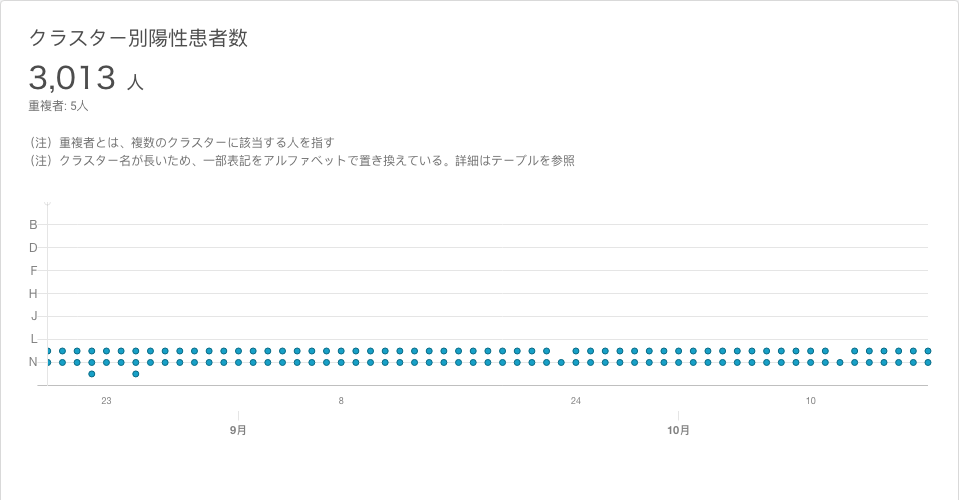 クラスター別陽性患者数
3,013 人
重複者: 5人
（注）重複者とは、複数のクラスターに該当する人を指す
（注）クラスター名が長いため、一部表記をアルファベットで置き換えている。詳細はテーブルを参照
B
D
F
H
J
L
N
23 8 24 10
9月 10月